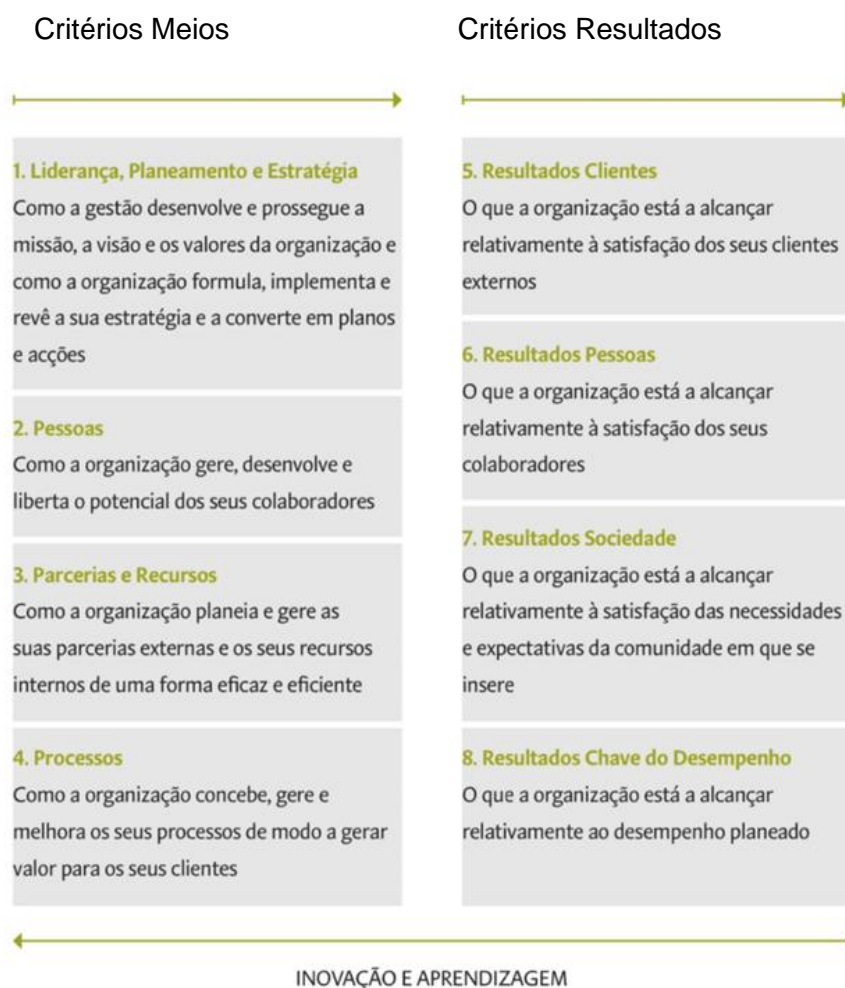 Critérios Meios
Critérios Resultados
1. Liderança, Planeamento e Estratégia
Como a gestão desenvolve e prossegue a
missão, a visão e os valores da organização e
como a organização formula, implementa e
revê a sua estratégia e a converte em planos
e acções
2. Pessoas
Como a organização gere, desenvolve e
liberta o potencial dos seus colaboradores
3. Parcerias e Recursos
Como a organização planeia e gere as
suas parcerias externas e os seus recursos
internos de uma forma eficaz e eficiente
4. Processos
Como a organização concebe, gere e
melhora os seus processos de modo a gerar
valor para os seus clientes
5. Resultados Clientes
O que a organização está a alcançar
relativamente à satisfação dos seus clientes
externos
6. Resultados Pessoas
O que a organização está a alcançar
relativamente à satisfação dos seus
colaboradores
7. Resultados Sociedade
O que a organização está a alcançar
relativamente à satisfação das necessidades
e expectativas da comunidade em que se
insere
8. Resultados Chave do Desempenho
O que a organização está a alcançar
relativamente ao desempenho planeado
INOVAÇÃO E APRENDIZAGEM